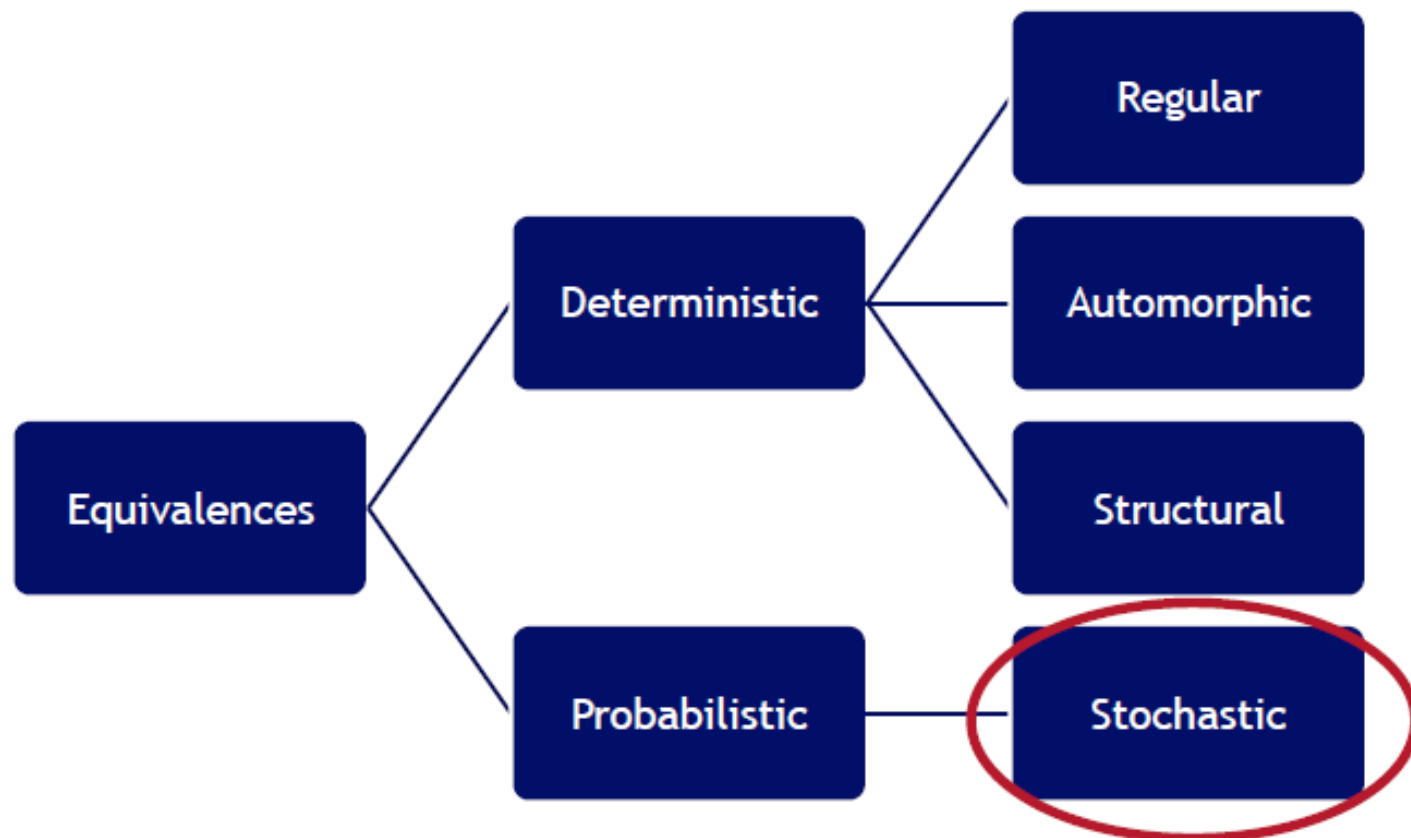 Regular
Deterministic
Automorphic
Equivalences
Structural
Probabilistic
Stochastic